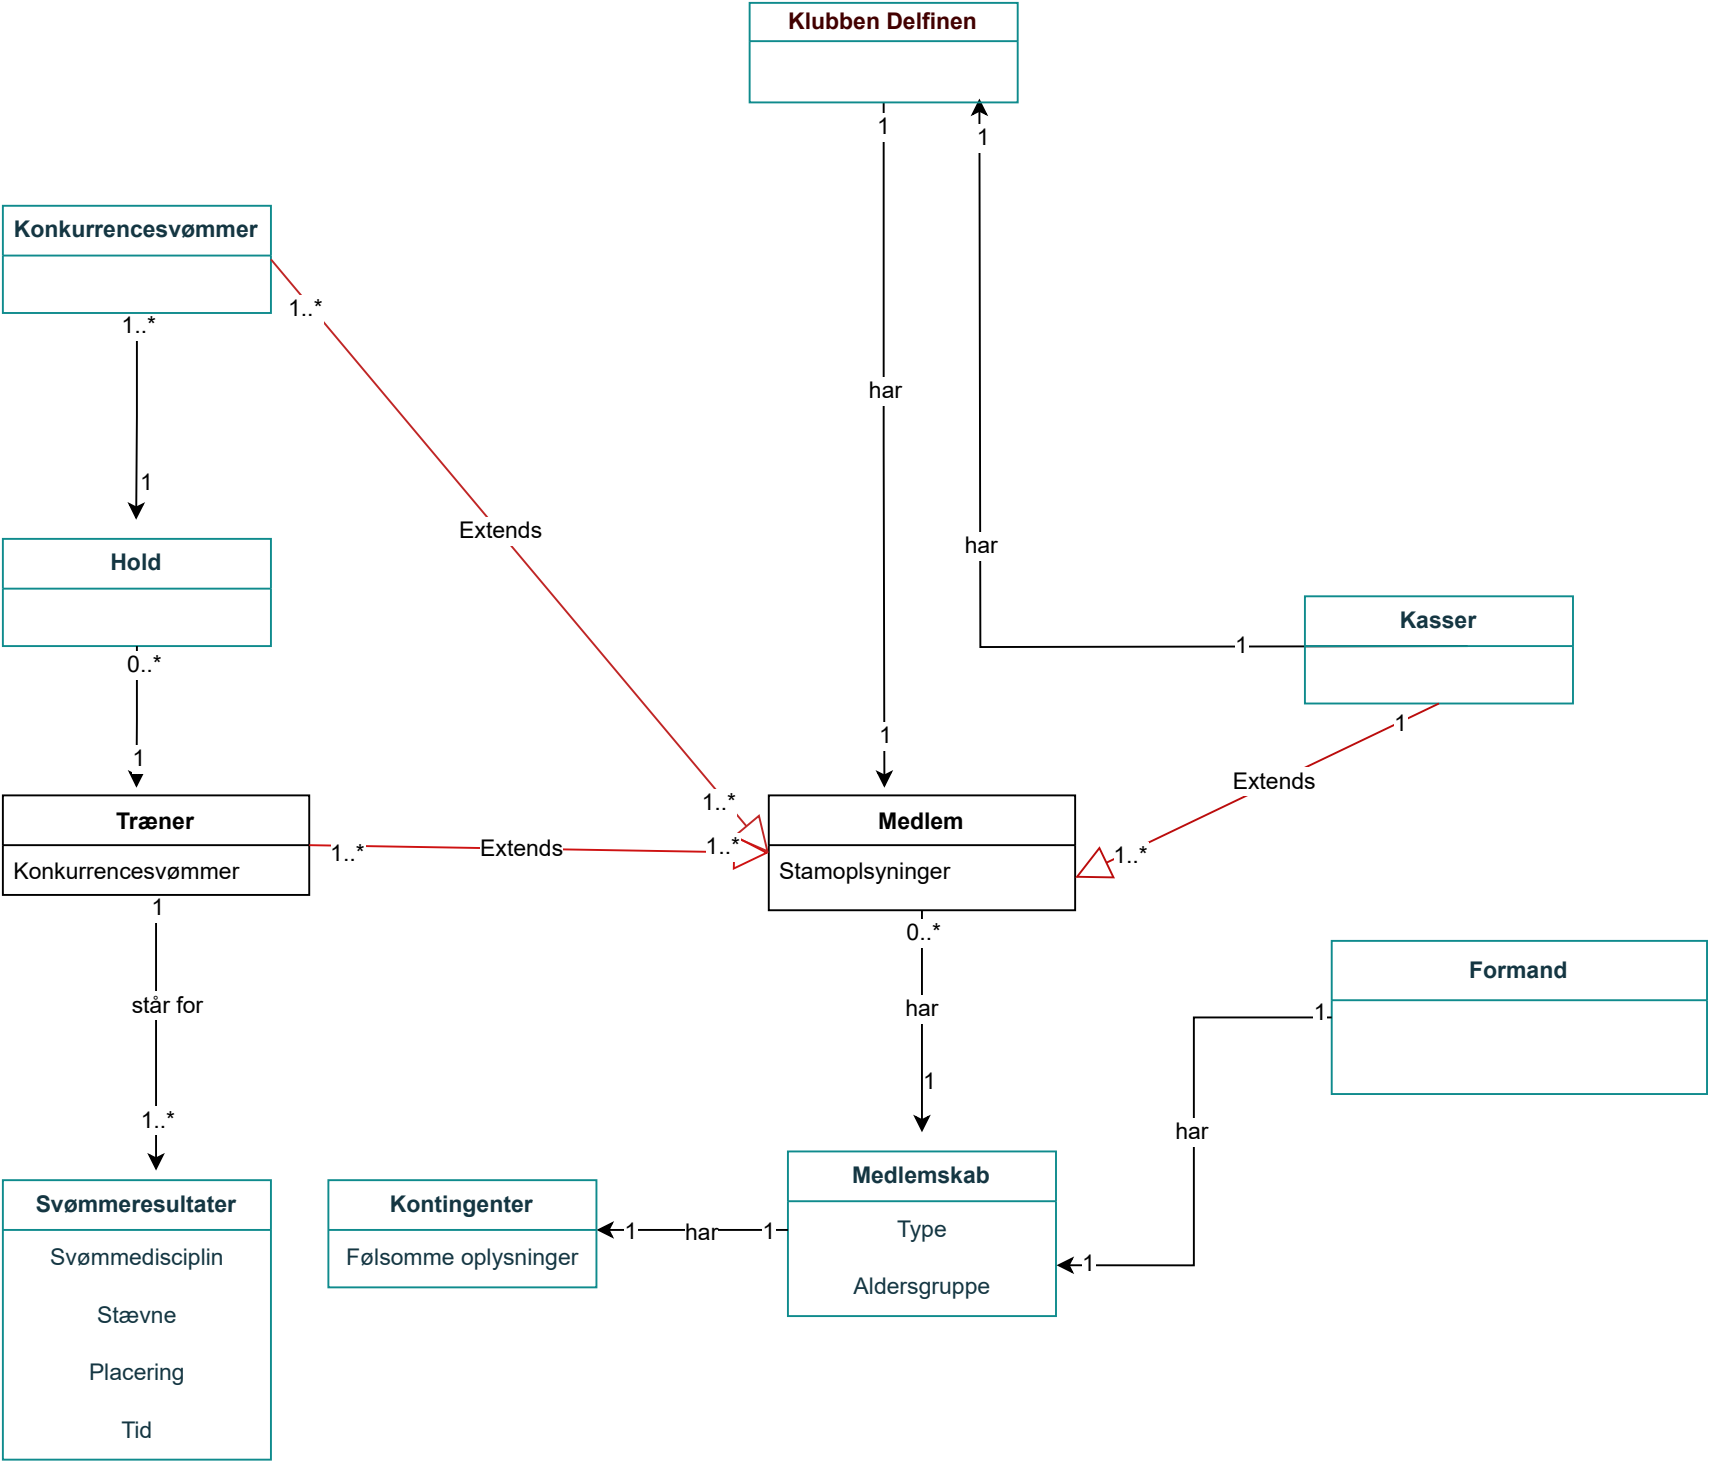 Klubben Delfinen
1
1
Konkurrencesvømmer
1..*
1..*
har
1
Extends
har
Hold
Kasser
1
0..*
1
1
1
Extends
1..*
Træner
Medlem
Extends
1..*
1..*
1..*
Konkurrencesvømmer
Stamoplsyninger
1
0..*
Formand
står for
har
1
1
1..*
har
Svømmeresultater
Kontingenter
Medlemskab
1
har
1
Type
Svømmedisciplin
Følsomme oplysninger
1
Aldersgruppe
Stævne
Placering
Tid